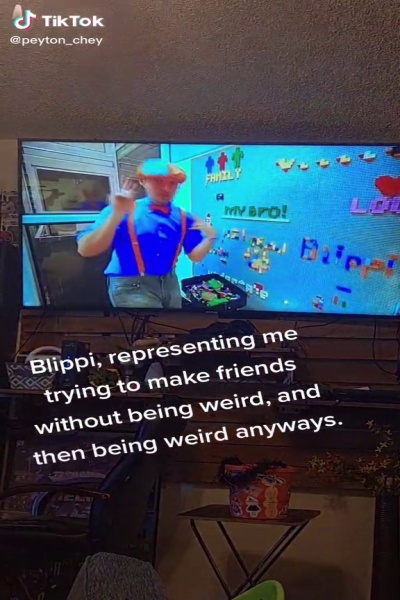 TikTok
@peyton_chey
FAMILY
MY BRO!
Blippi
Blippi, representing me
trying to make friends
without being weird, and
then being weird anyways.